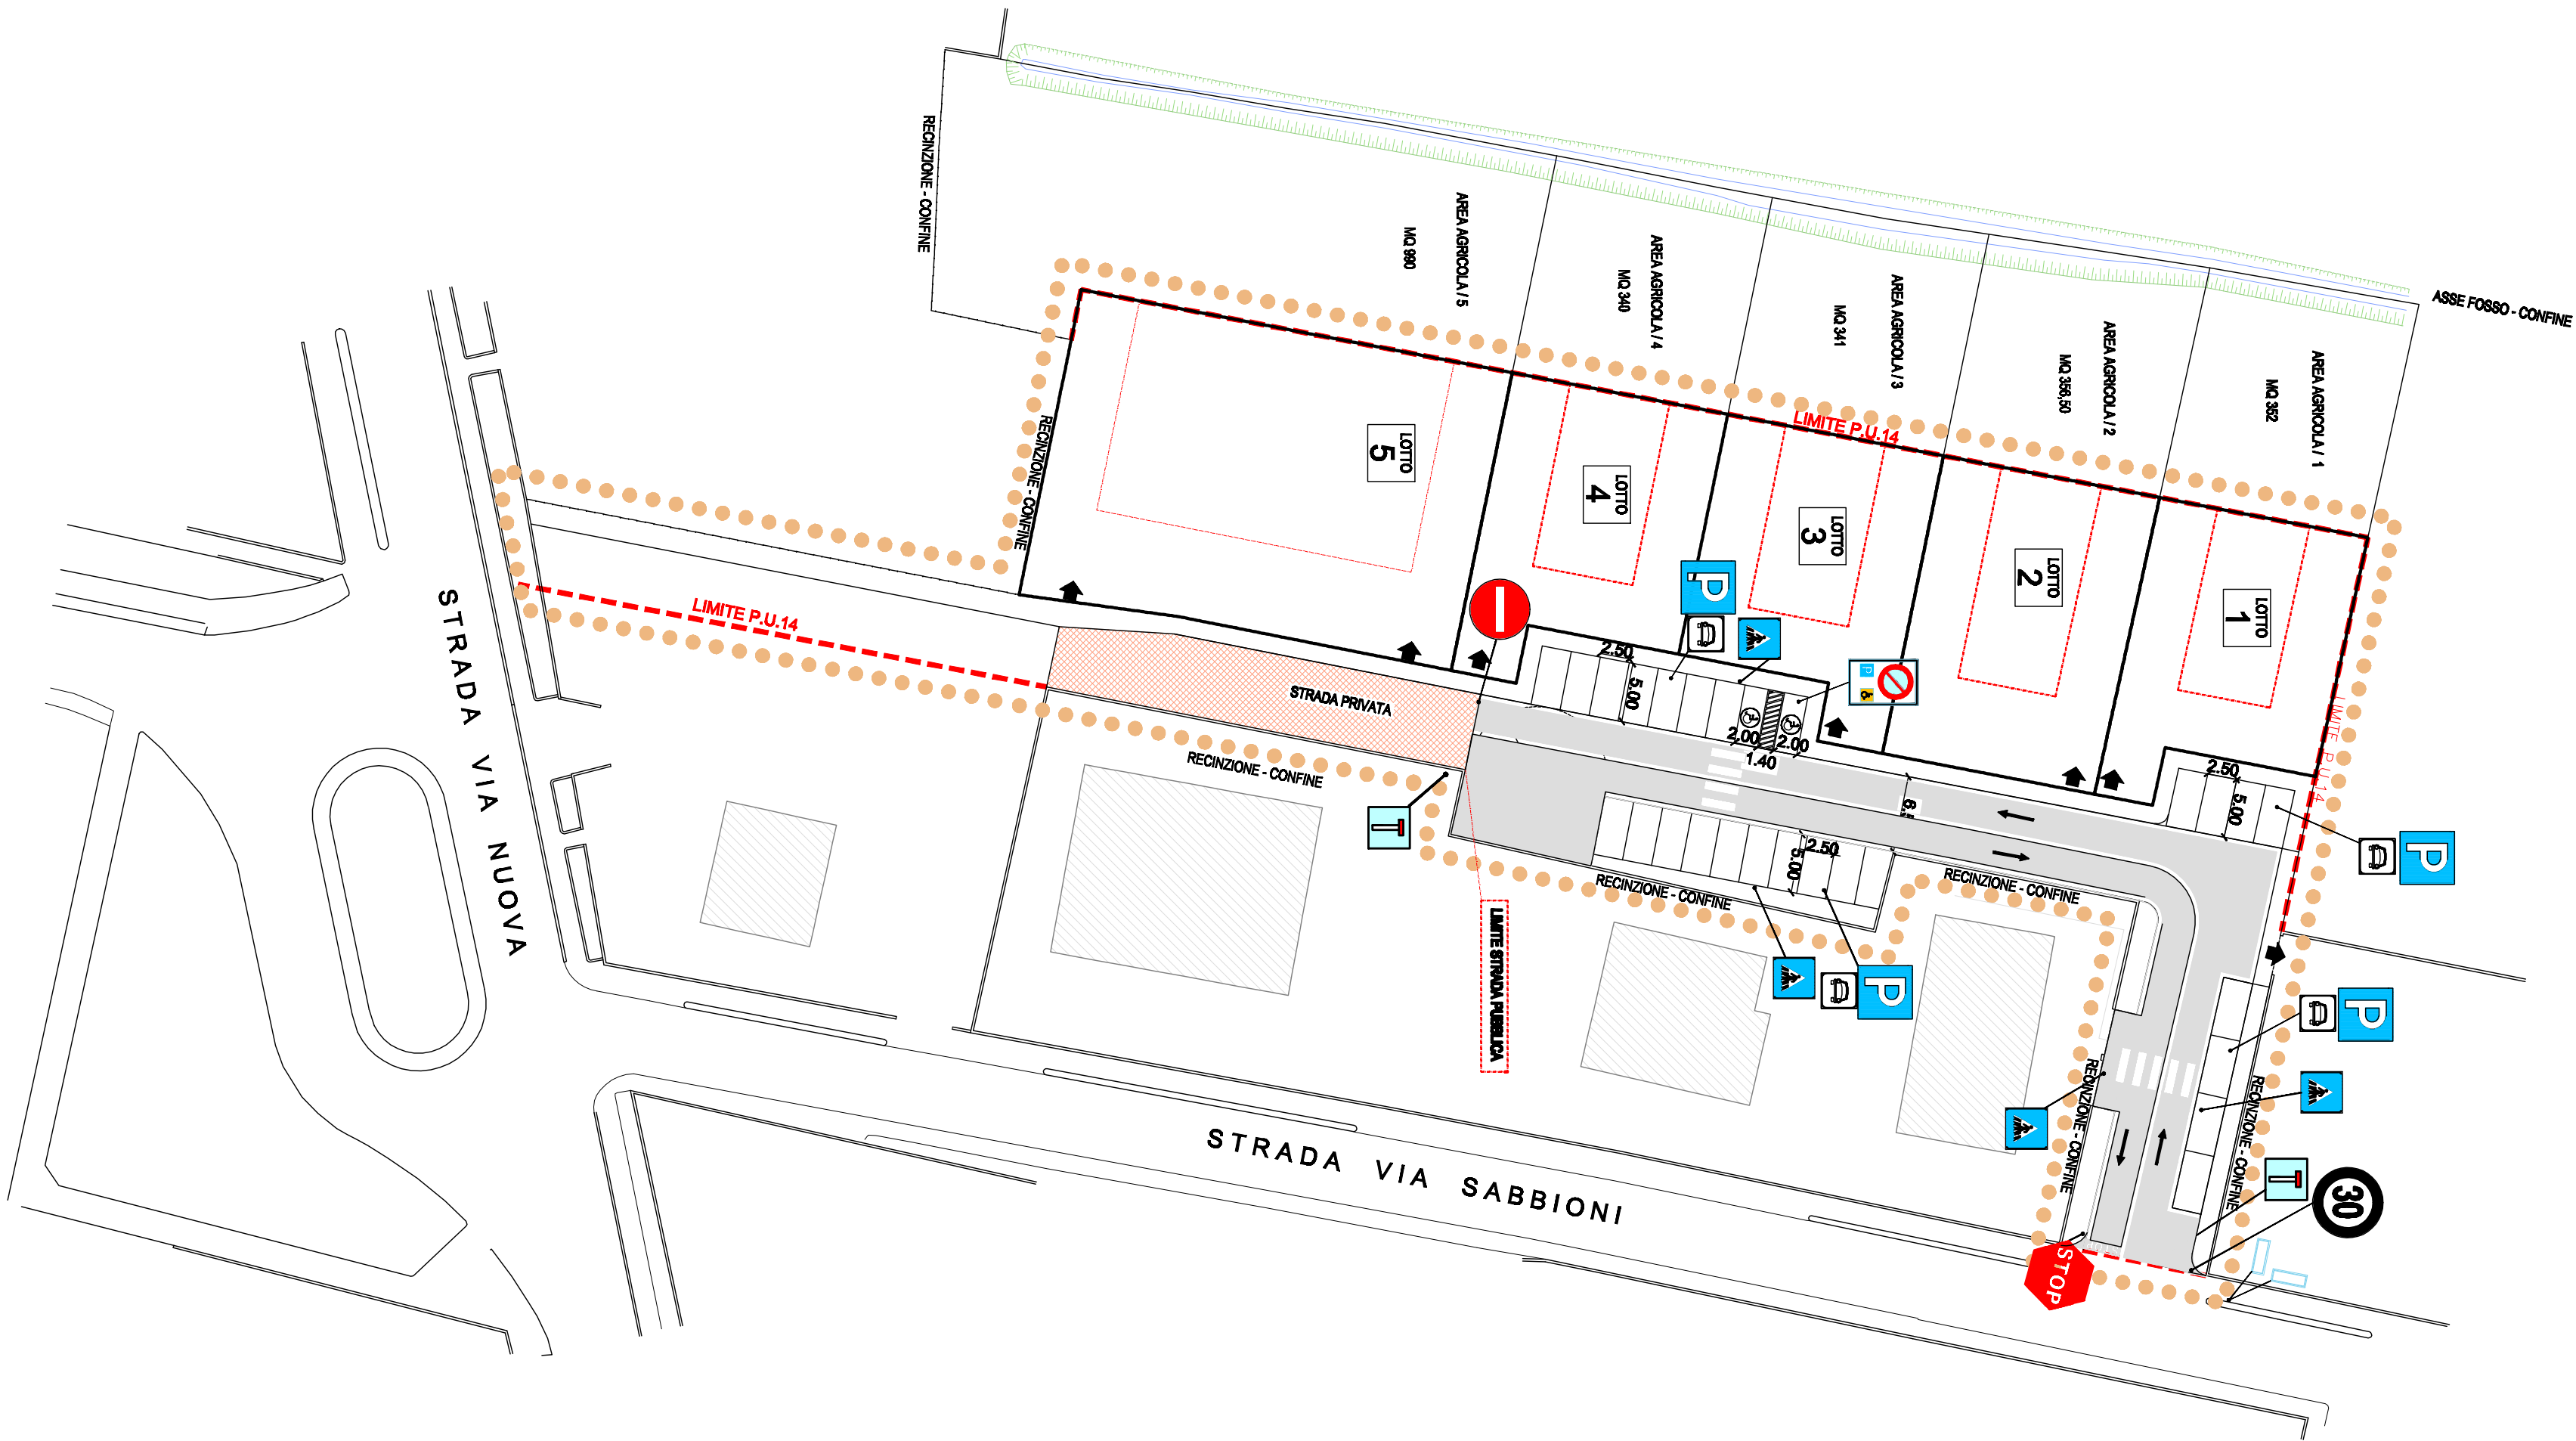 ASSE FOSSO - CONFINE
RECINZIONE - CONFINE
AREA AGRICOLA / 5
MQ 990
AREA AGRICOLA / 4
MQ 340
AREA AGRICOLA / 3
MQ 341
AREA AGRICOLA / 2
MQ 356,50
AREA AGRICOLA / 1
MQ 352
LIMITE P.U.14
LOTTO
5
LOTTO
4
LOTTO
3
LOTTO
2
LOTTO
1
RECINZIONE - CONFINE
LIMITE P.U.14
LIMITE P.U.14
STRADA PRIVATA
P
P
2.50
5.00
2.00
2.00
1.40
2.50
5.00
P
RECINZIONE - CONFINE
2.50
5.00
RECINZIONE - CONFINE
RECINZIONE - CONFINE
P
P
LIMITE STRADA PUBBLICA
RECINZIONE - CONFINE
RECINZIONE - CONFINE
30
STOP
STRADA VIA NUOVA
STRADA VIA SABBIONI